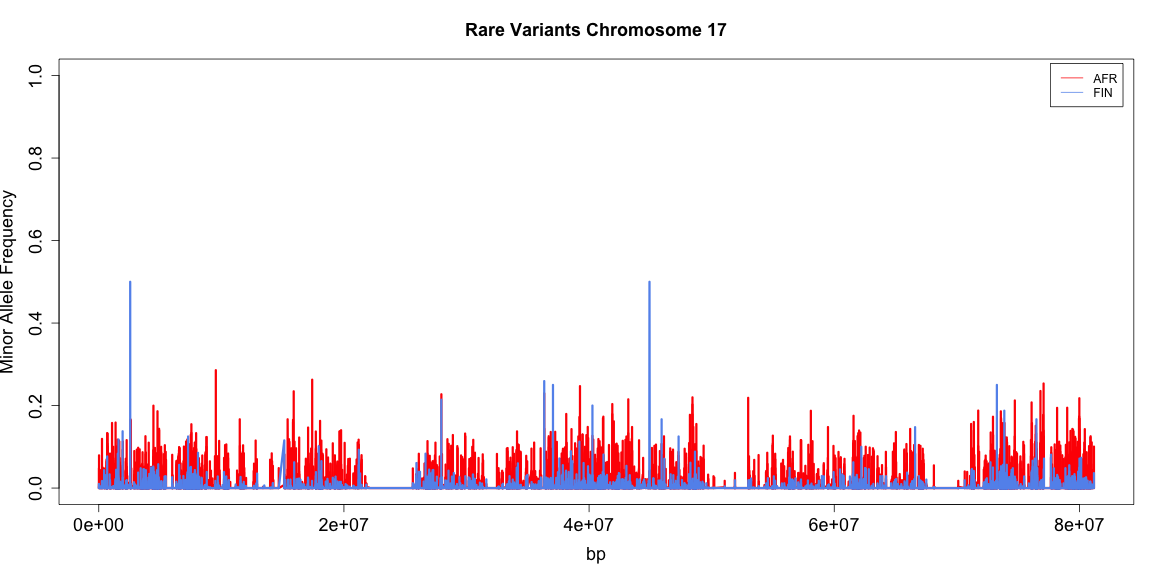 Rare Variants Chromosome 17
AFR
FIN
Minor Allele Frequency
1.0
0.8
0.6
0.4
0.2
0.0
0e+00
2e+07
4e+07
6e+07
8e+07
bp